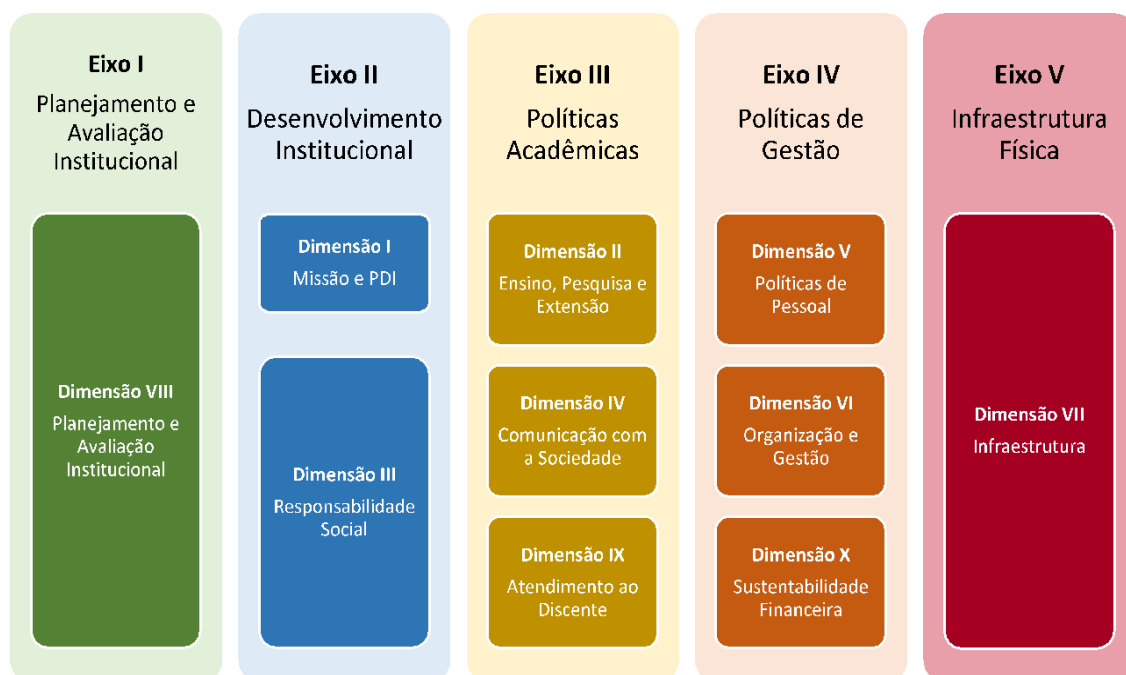 Eixo I
Planejamento e
Avaliação
Institucional
Dimensão VIII
Planejamento e
Avaliação
Institucional
Eixo II
Desenvolvimento
Institucional
Dimensão I
Missão e PDI
Dimensão III
Responsabilidade
Social
Eixo III
Políticas
Acadêmicas
Dimensão II
Ensino, Pesquisa e
Extensão
Dimensão IV
Comunicação com
a Sociedade
Dimensão IX
Atendimento ao
Discente
Eixo IV
Políticas de
Gestão
Dimensão V
Políticas de
Pessoal
Dimensão VI
Organização e
Gestão
Dimensão X
Sustentabilidade
Financeira
Eixo V
Infraestrutura
Física
Dimensão VII
Infraestrutura